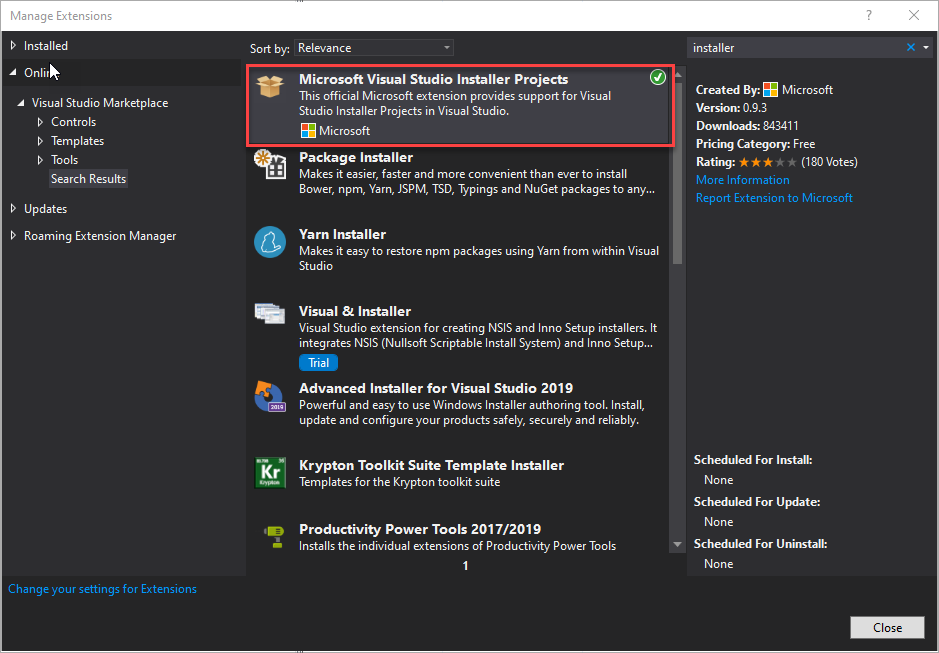 Manage Extensions
?
Installed
Online
Visual Studio Marketplace
Controls
Templates
Tools
Search Results
Updates
Roaming Extension Manager
Change your settings for Extensions
Sort by: Relevance
Microsoft Visual Studio Installer Projects
This official Microsoft extension provides support for Visual
Studio Installer Projects in Visual Studio.
Microsoft
Package Installer
Makes it easier, faster and more convenient than ever to install
Bower, npm, Yarn, JSPM, TSD, Typings and NuGet packages to any...
Yarn Installer
Makes it easy to restore npm packages using Yarn from within Visual
Studio
Visual & Installer
Visual Studio extension for creating NSIS and Inno Setup installers. It
integrates NSIS (Nullsoft Scriptable Install System) and Inno Setup...
Trial
2019
Advanced Installer for Visual Studio 2019
Powerful and easy to use Windows Installer authoring tool. Install,
update and configure your products safely, securely and reliably.
Kr
Krypton
Krypton Toolkit Suite Template Installer
Templates for the Krypton toolkit suite
Productivity Power Tools 2017/2019
Installs the individual extensions of Productivity Power Tools
1
installer
Created By: Microsoft
Version: 0.9.3
Downloads: 843411
Pricing Category: Free
Rating: (180 Votes)
More Information
Report Extension to Microsoft
Scheduled For Install:
None
Scheduled For Update:
None
Scheduled For Uninstall:
None
Close